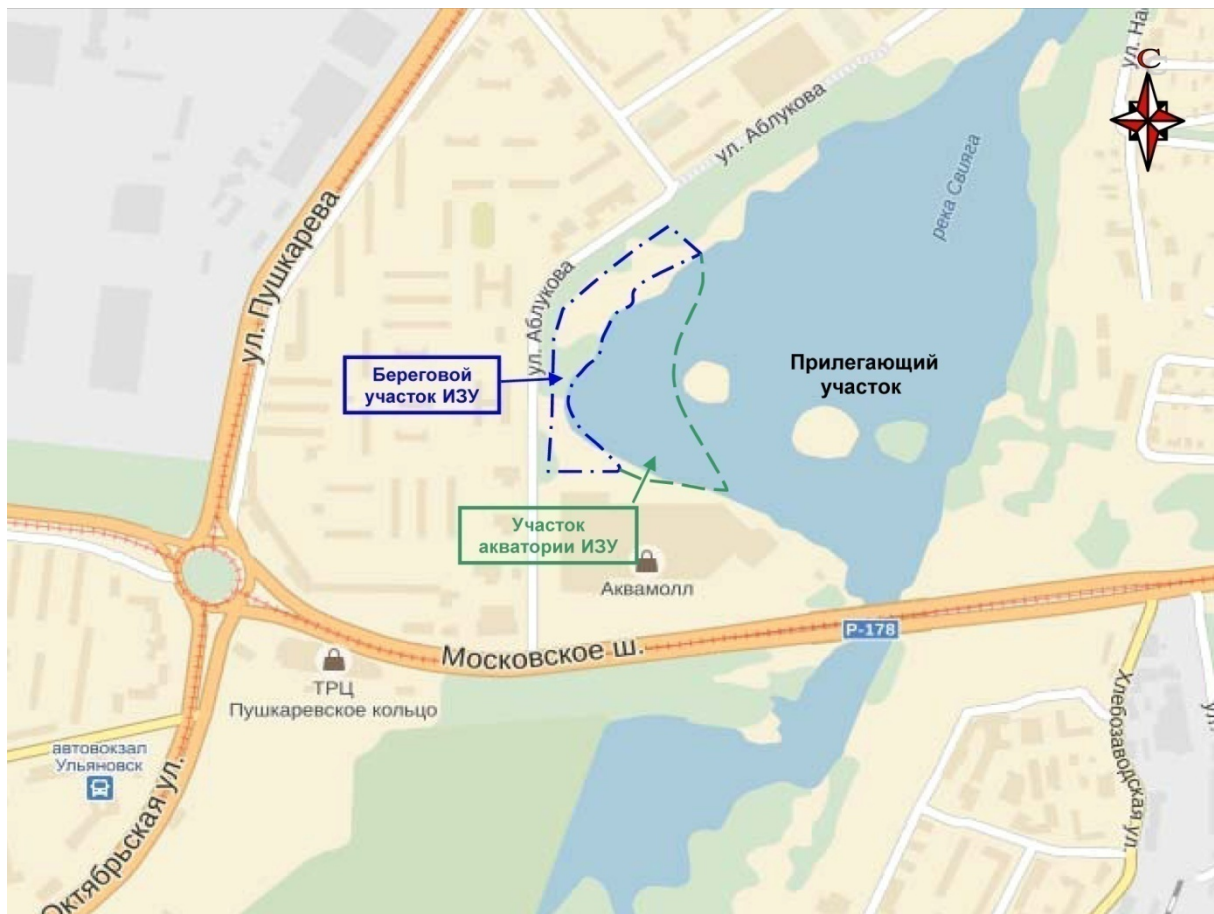 ул. На
С
ул. Аблукова
река Свияга
ул. Пушкарева
ул. Аблукова
Прилегающий
участок
Береговой
участок ИЗУ
Участок
акватории ИЗУ
Аквамолл
Р-178
Московское ш.
ТРЦ
Пушкаревское кольцо
Хлебозаводская ул.
ул.
автовокзал
Ульяновск
Октябрьская ул.